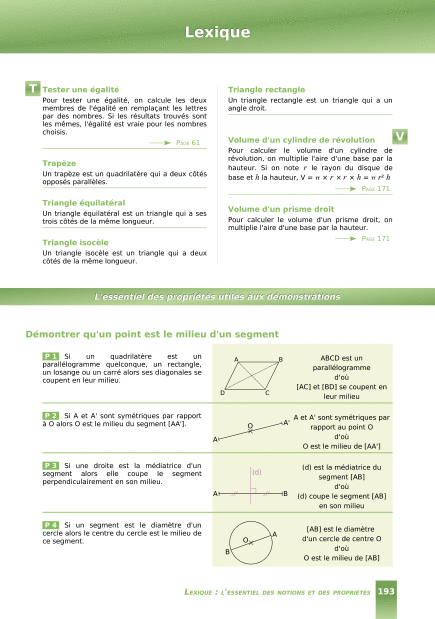 Lexique
T
Tester une égalité
Pour tester une égalité, on calcule les deux
membres de l'égalité en remplaçant les lettres
par des nombres. Si les résultats trouvés sont
les mêmes, l'égalité est vraie pour les nombres
choisis.
PAGE 61
Trapèze
Un trapèze est un quadrilatère qui a deux côtés
opposés parallèles.
Triangle équilatéral
Un triangle équilatéral est un triangle qui a ses
trois côtés de la même longueur.
Triangle isocèle
Un triangle isocèle est un triangle qui a deux
côtés de la même longueur.
Triangle rectangle
Un triangle rectangle est un triangle qui a un
angle droit.
V
Volume d'un cylindre de révolution
Pour calculer le volume d'un cylindre de
révolution, on multiplie l'aire d'une base par la
hauteur. Si on note r le rayon du disque de
base et h la hauteur, V = π × r × r × h = π r² h
PAGE 171
Volume d'un prisme droit
Pour calculer le volume d'un prisme droit, on
multiplie l'aire d'une base par la hauteur.
PAGE 171
L'essentiel des propriétés utiles aux démonstrations
Démontrer qu'un point est le milieu d'un segment
P 1 Si un quadrilatère est un
parallélogramme quelconque, un rectangle,
un losange ou un carré alors ses diagonales se
coupent en leur milieu.
A B
D C
ABCD est un
parallélogramme
d'où
[AC] et [BD] se coupent en
leur milieu
P 2 Si A et A' sont symétriques par rapport
à O alors O est le milieu du segment [AA'].
A O A'
A et A' sont symétriques par
rapport au point O
d'où
O est le milieu de [AA']
P 3 Si une droite est la médiatrice d'un
segment alors elle coupe le segment
perpendiculairement en son milieu.
(d)
A B
(d) est la médiatrice du
segment [AB]
d'où
(d) coupe le segment [AB]
en son milieu
P 4 Si un segment est le diamètre d'un
cercle alors le centre du cercle est le milieu de
ce segment.
A
O
B
[AB] est le diamètre
d'un cercle de centre O
d'où
O est le milieu de [AB]
LEXIQUE : L'ESSENTIEL DES NOTIONS ET DES PROPRIÉTÉS 193